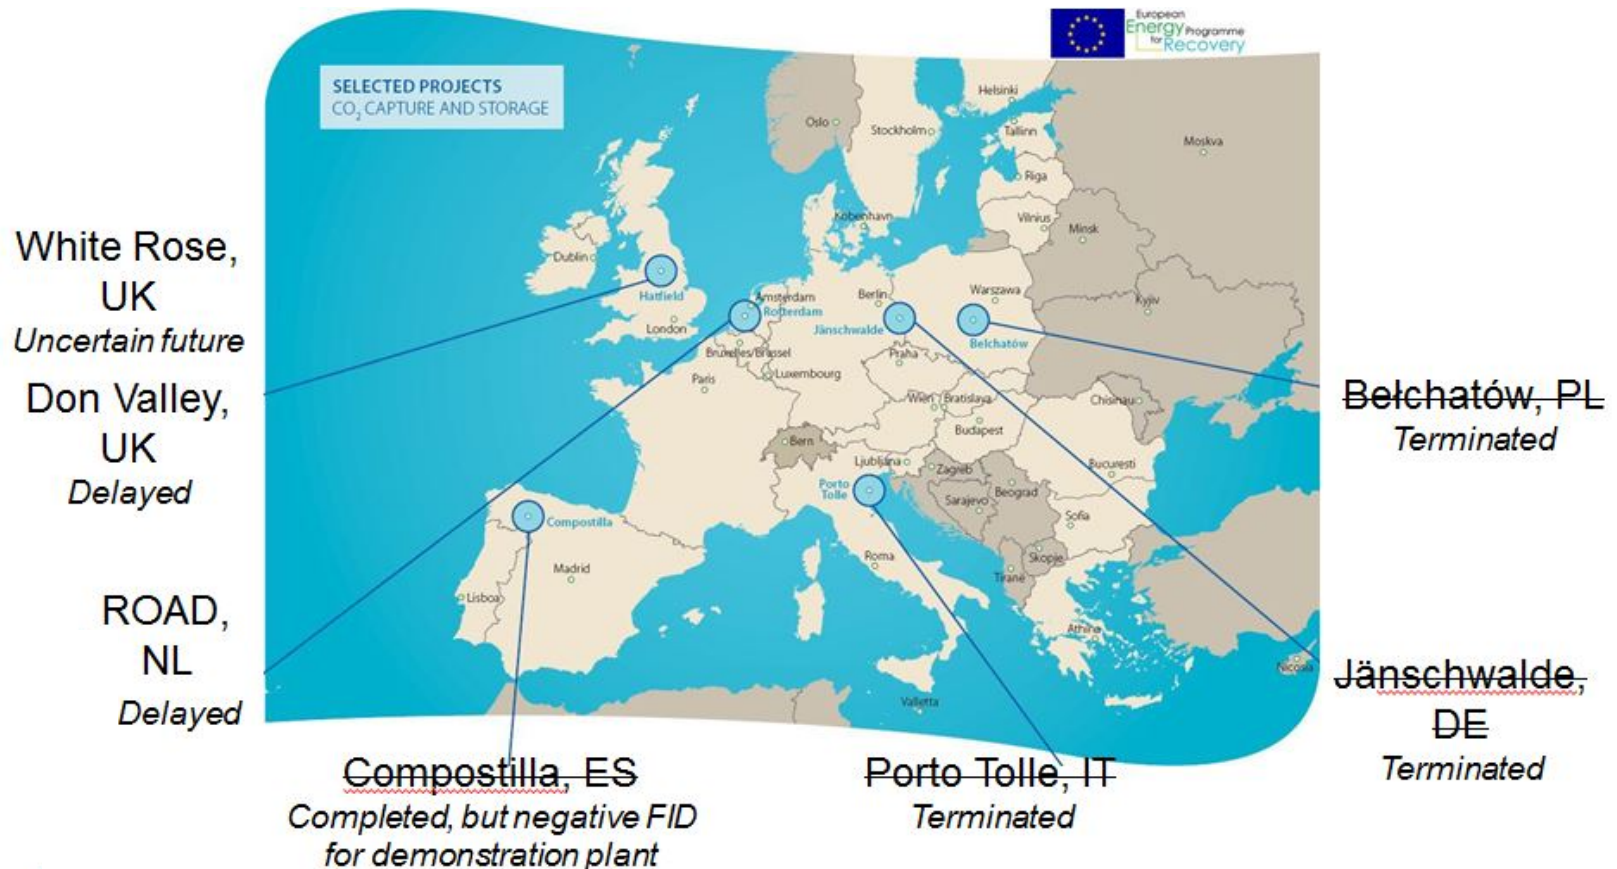 European
Energy Programme
for Recovery
SELECTED PROJECTS
CO₂ CAPTURE AND STORAGE
Helsinki
Oslo
Stockholm
Tallinn
Moskva
Riga
København
Vilnius
Minsk
White Rose,
UK
Uncertain future
Dublin
Hatfield
Amsterdam
Rotterdam
Berlin
Warszawa
Kyjiv
London
Jänschwalde
Bełchatów
Bruxelles/Brussel
Praha
Luxembourg
Paris
Don Valley,
UK
Delayed
Wien
Bratislava
Chisinau
Bełchatów, PL
Terminated
Budapest
Bern
Ljubljana
Zagreb
Bucuresti
Porto
Tolle
Sarajevo
Beograd
Compostilla
Sofia
Skopje
Roma
Tiranë
Madrid
Lisboa
ROAD,
NL
Delayed
Athina
Nicosia
Jänschwalde,
DE
Terminated
Valletta
Compostilla, ES
Completed, but negative FID
for demonstration plant
Porto Tolle, IT
Terminated